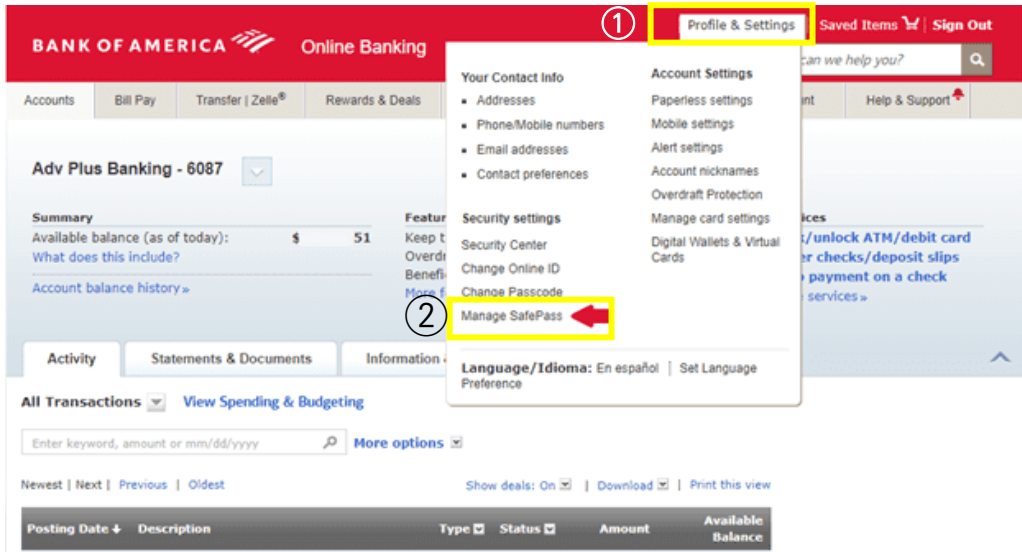 ① Profile & Settings Saved Items | Sign Out
BANK OF AMERICA Online Banking
can we help you?
Accounts Bill Pay Transfer | Zelle® Rewards & Deals Help & Support
Your Contact Info
Addresses
Phone/Mobile numbers
Email addresses
Contact preferences
Security settings
Security Center
Change Online ID
Change Passcode
② Manage SafePass
Account Settings
Paperless settings
Mobile settings
Alert settings
Account nicknames
Overdraft Protection
Manage card settings
Digital Wallets & Virtual
Cards
Language/Idioma: En español | Set Language
Preference
Adv Plus Banking - 6087
Summary
Available balance (as of today): $ 51
What does this include?
Account balance history»
Keep
More
/unlock ATM/debit card
checks/deposit slips
payment on a check
services»
Activity Statements & Documents Information
All Transactions View Spending & Budgeting
Enter keyword, amount or mm/dd/yyyy More options
Newest | Next | Previous | Oldest Show deals: On | Download | Print this view
Posting Date Description Type Status Amount Available
Balance